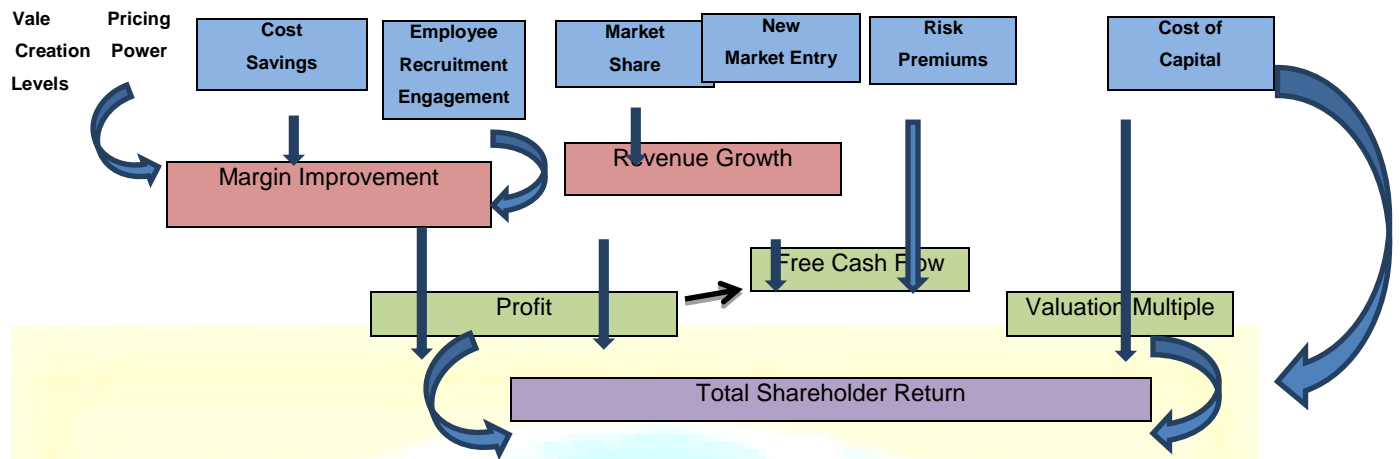 Vale Pricing
Creation Power
Levels
Cost
Savings
Employee
Recruitment
Engagement
Market
Share
New
Market Entry
Risk
Premiums
Cost of
Capital
Margin Improvement
Revenue Growth
Free Cash Flow
Profit
Valuation Multiple
Total Shareholder Return